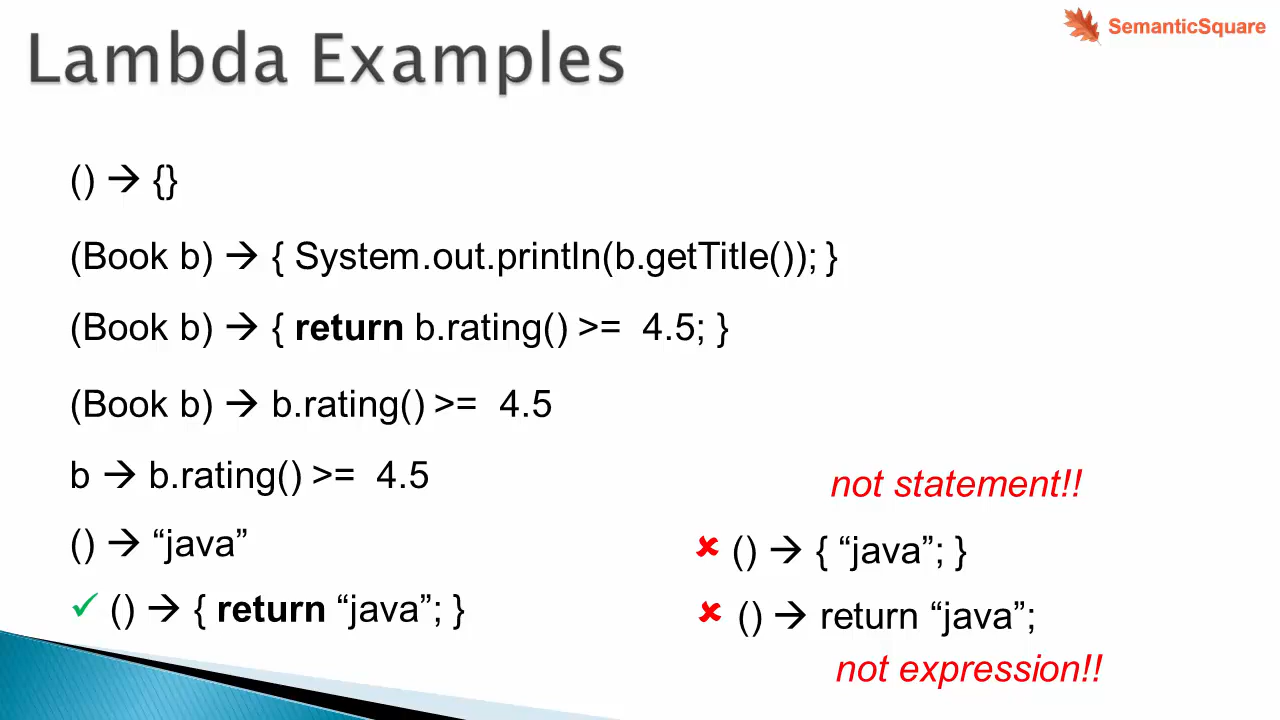 SemanticSquare
Lambda Examples
() → {}
(Book b) → { System.out.println(b.getTitle()); }
(Book b) → { return b.rating() >= 4.5; }
(Book b) → b.rating() >= 4.5
b → b.rating() >= 4.5
() → “java”
✓ () → { return “java”; }
not statement!!
✘ () → { “java”; }
✘ () → return “java”;
not expression!!